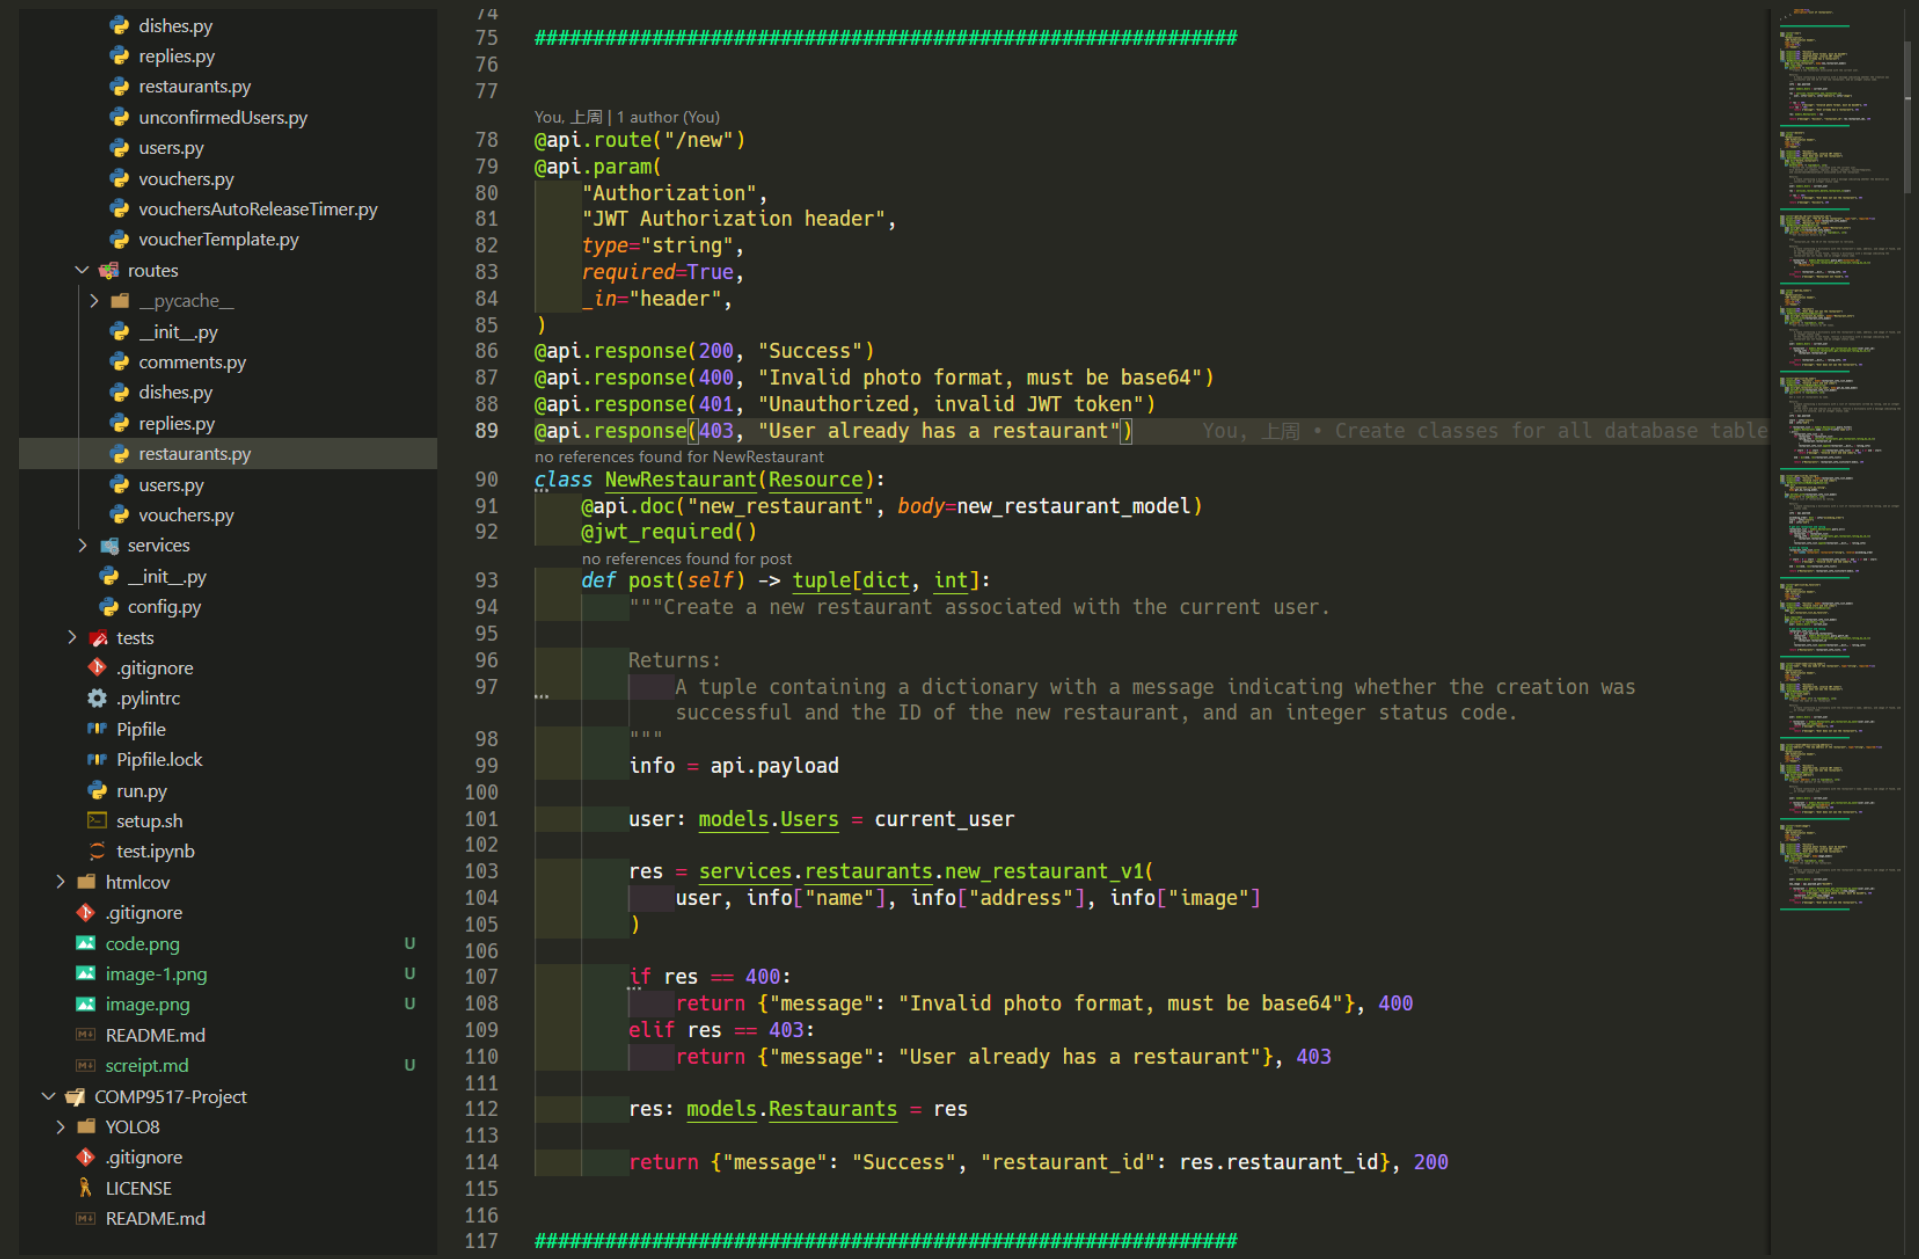 dishes.py
replies.py
restaurants.py
unconfirmedUsers.py
users.py
vouchers.py
vouchersAutoReleaseTimer.py
voucherTemplate.py
routes
__pycache__
__init__.py
comments.py
dishes.py
replies.py
restaurants.py
users.py
vouchers.py
services
__init__.py
config.py
tests
.gitignore
.pylintrc
Pipfile
Pipfile.lock
run.py
setup.sh
test.ipynb
htmlcov
.gitignore
code.png U
image-1.png U
image.png U
README.md
screipt.md U
COMP9517-Project
YOLO8
.gitignore
LICENSE
README.md
74
75 ############################################################
76
77
You, 上周 | 1 author (You)
78 @api.route("/new")
79 @api.param(
80 "Authorization",
81 "JWT Authorization header",
82 type="string",
83 required=True,
84 _in="header",
85 )
86 @api.response(200, "Success")
87 @api.response(400, "Invalid photo format, must be base64")
88 @api.response(401, "Unauthorized, invalid JWT token")
89 @api.response(403, "User already has a restaurant") You, 上周 • Create classes for all database table
no references found for NewRestaurant
90 class NewRestaurant(Resource):
91 @api.doc("new_restaurant", body=new_restaurant_model)
92 @jwt_required()
no references found for post
93 def post(self) -> tuple[dict, int]:
94 """Create a new restaurant associated with the current user.
95
96 Returns:
97 A tuple containing a dictionary with a message indicating whether the creation was
successful and the ID of the new restaurant, and an integer status code.
98 """
99 info = api.payload
100
101 user: models.Users = current_user
102
103 res = services.restaurants.new_restaurant_v1(
104 user, info["name"], info["address"], info["image"]
105 )
106
107 if res == 400:
108 return {"message": "Invalid photo format, must be base64"}, 400
109 elif res == 403:
110 return {"message": "User already has a restaurant"}, 403
111
112 res: models.Restaurants = res
113
114 return {"message": "Success", "restaurant_id": res.restaurant_id}, 200
115
116
117 ############################################################